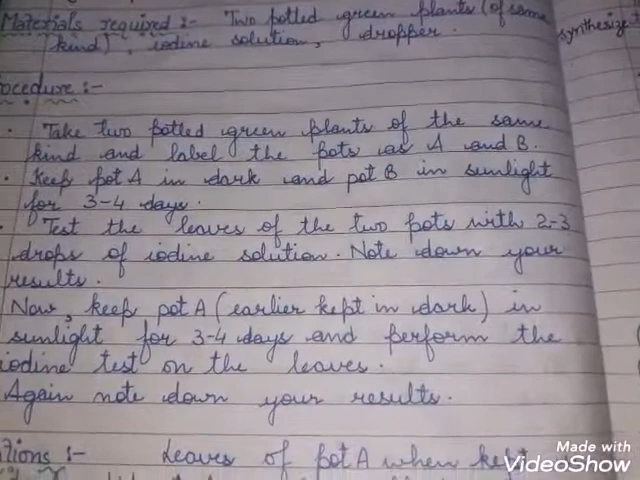 Materials required :- Two potted green plants (of same
kind), iodine solution, dropper.
synthesize
ocedure :-
• Take two potted green plants of the same
kind and label the pots as A and B.
• Keep pot A in dark and pot B in sunlight
for 3-4 days.
• Test the leaves of the two pots with 2-3
drops of iodine solution. Note down your
results.
Now, keep pot A (earlier kept in dark) in
sunlight for 3-4 days and perform the
iodine test on the leaves.
Again note down your results.
tions :- Leaves of pot A when kept
Made with
VideoShow